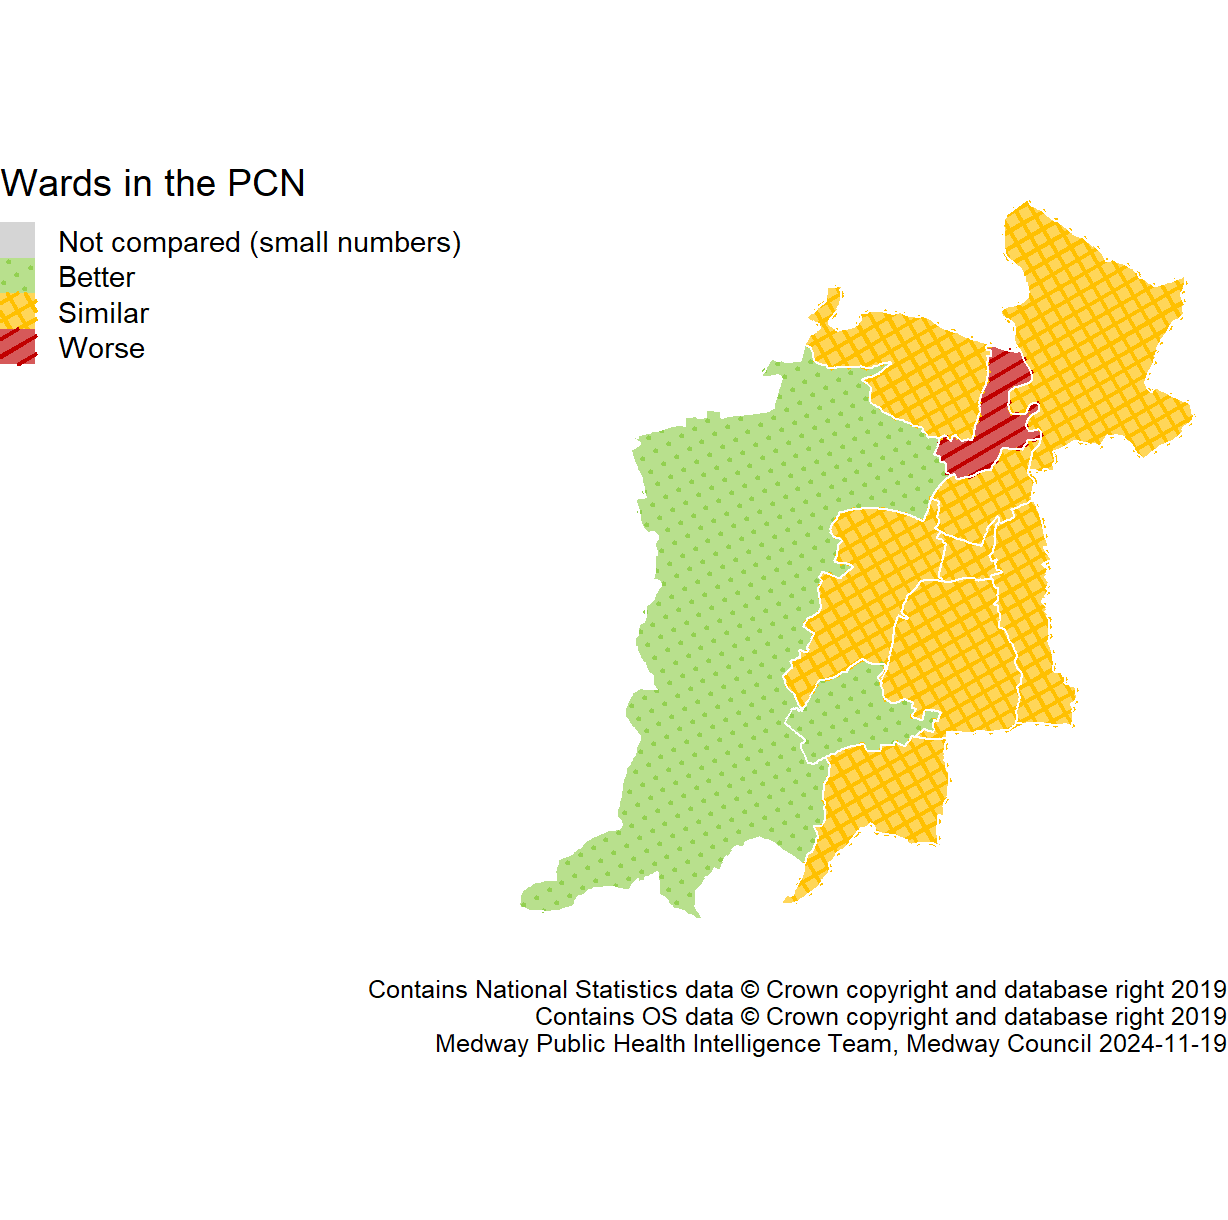 Wards in the PCN
Not compared (small numbers)
Better
Similar
Worse
Contains National Statistics data © Crown copyright and database right 2019
Contains OS data © Crown copyright and database right 2019
Medway Public Health Intelligence Team, Medway Council 2024-11-19